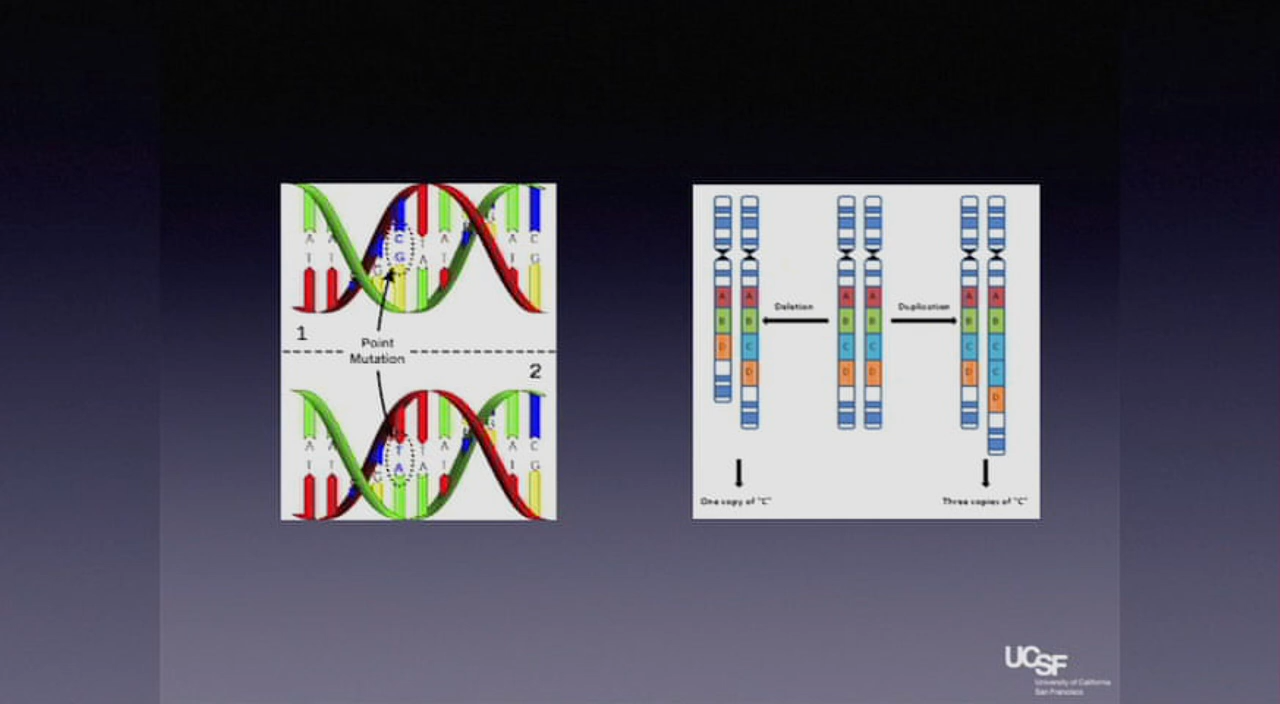 A
T
T
G
C
G
T
A
A
A
T
C
G
1
Point
Mutation
2
A
T
T
G
T
A
T
A
A
A
T
C
G
Deletion
Duplication
A A A A A A
B B B B B B
D C C C C C
D D D D C
D
One copy of "C"
Three copies of "C"
UCSF
University of California
San Francisco